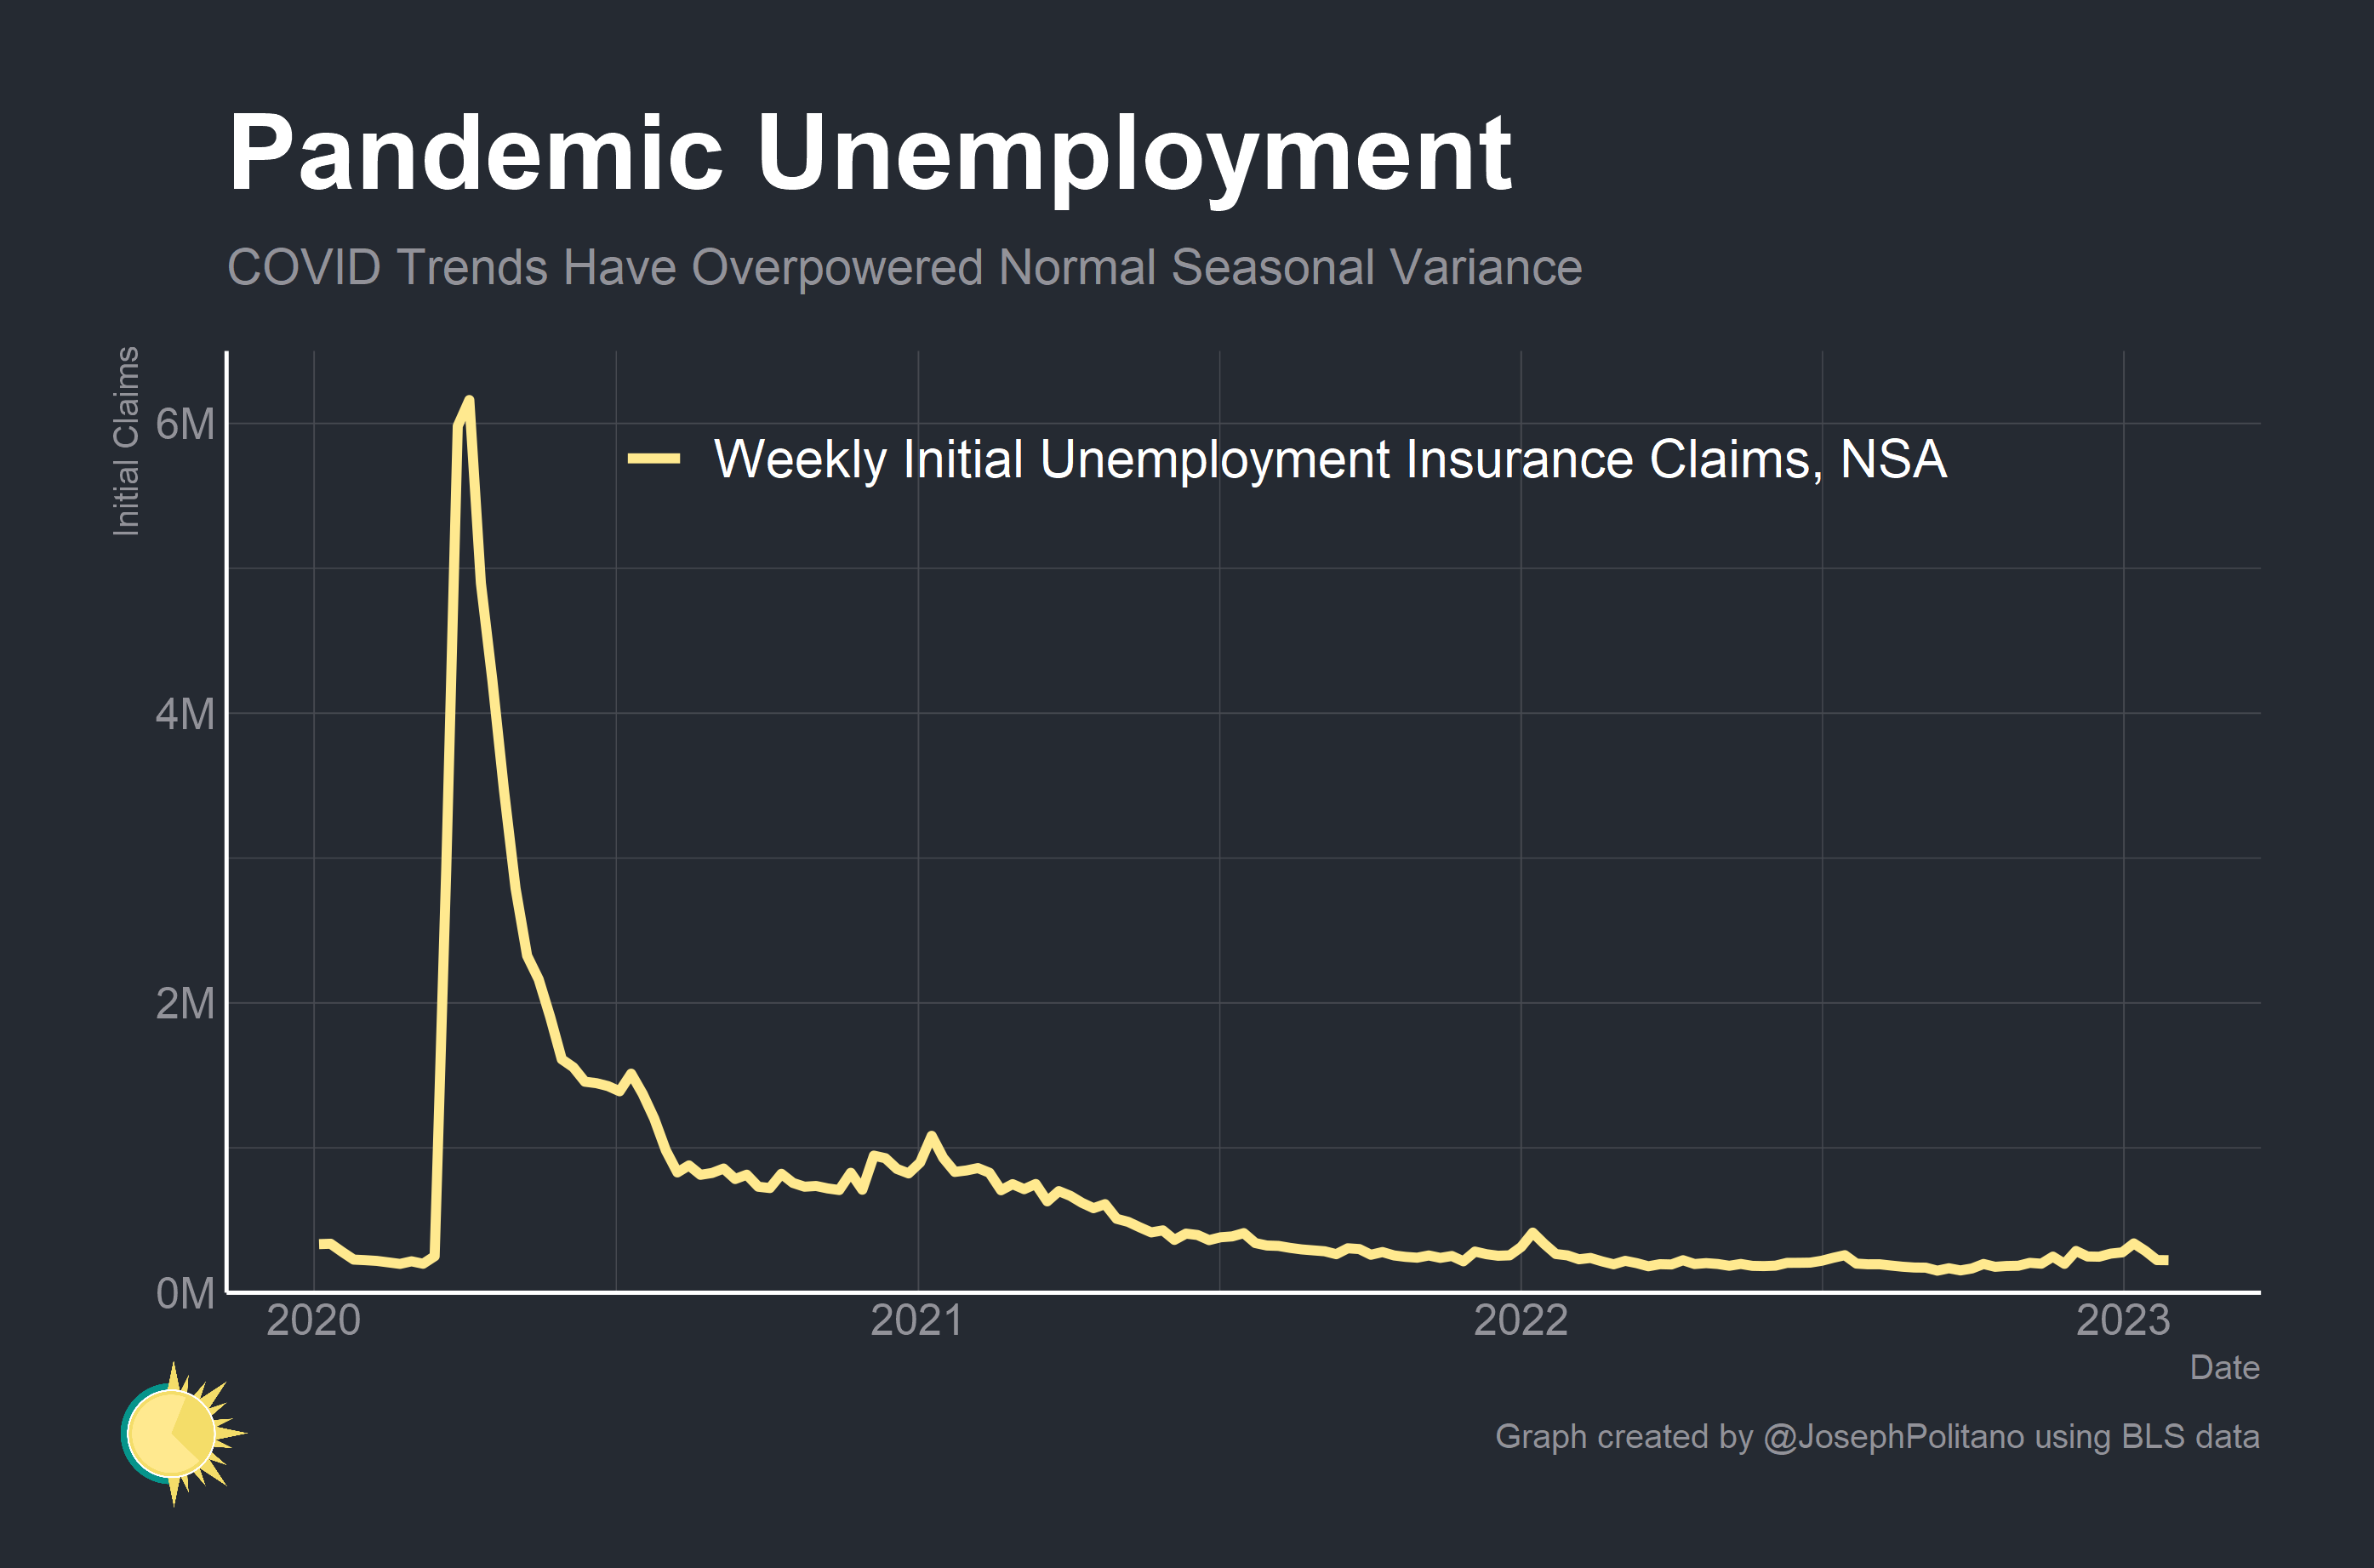 Pandemic Unemployment
COVID Trends Have Overpowered Normal Seasonal Variance
Initial Claims
6M
Weekly Initial Unemployment Insurance Claims, NSA
4M
2M
0M
2020
2021
2022
2023
Date
Graph created by @JosephPolitano using BLS data